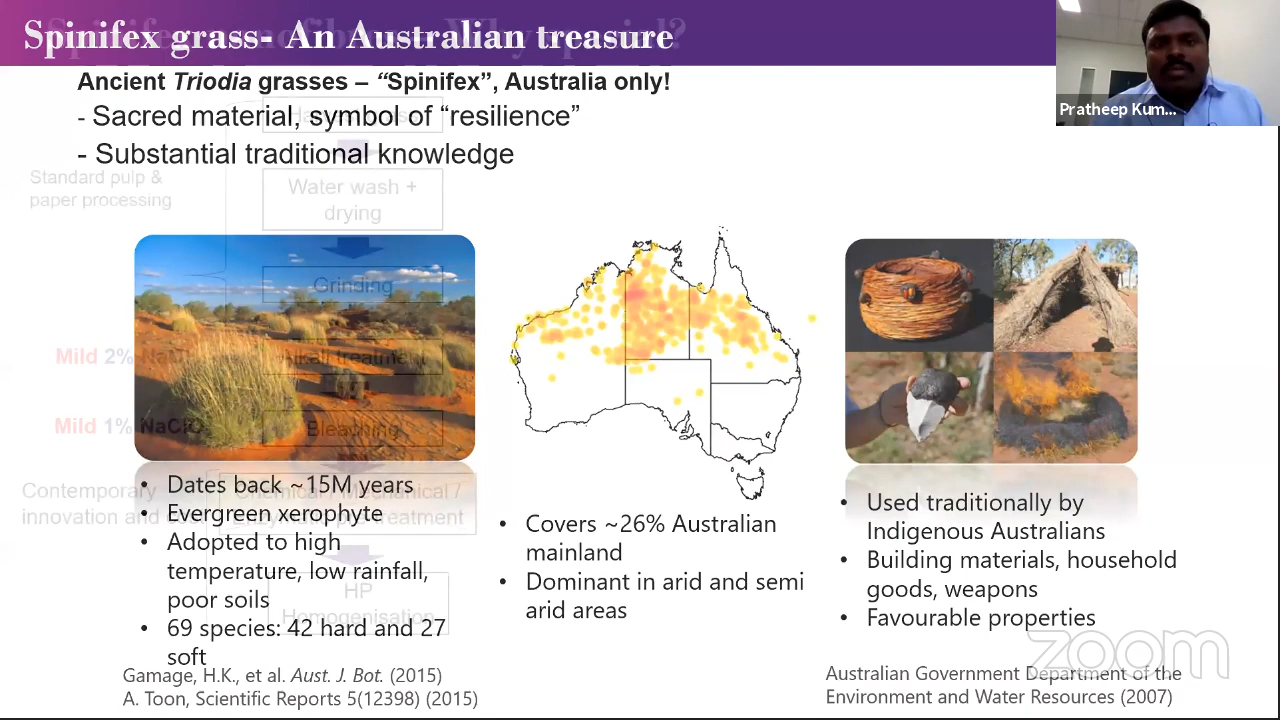 Spinifex grass- An Australian treasure
Ancient Triodia grasses – “Spinifex”, Australia only!
- Sacred material, symbol of “resilience”
- Substantial traditional knowledge
Pratheep Kum...
Standard pulp &
paper processing
Water wash +
drying
Grinding
Mild 2%
Alkali treatment
Mild 1% NaClO
Bleaching
Contemporary
innovation and
Chemical / Mechanical /
Enzymatic pre-treatment
HP
Homogenisation
• Dates back ~15M years
• Evergreen xerophyte
• Adopted to high
temperature, low rainfall,
poor soils
• 69 species: 42 hard and 27
soft
• Covers ~26% Australian
mainland
• Dominant in arid and semi
arid areas
• Used traditionally by
Indigenous Australians
• Building materials, household
goods, weapons
• Favourable properties
Gamage, H.K., et al. Aust. J. Bot. (2015)
A. Toon, Scientific Reports 5(12398) (2015)
Australian Government Department of the
Environment and Water Resources (2007)
zoom